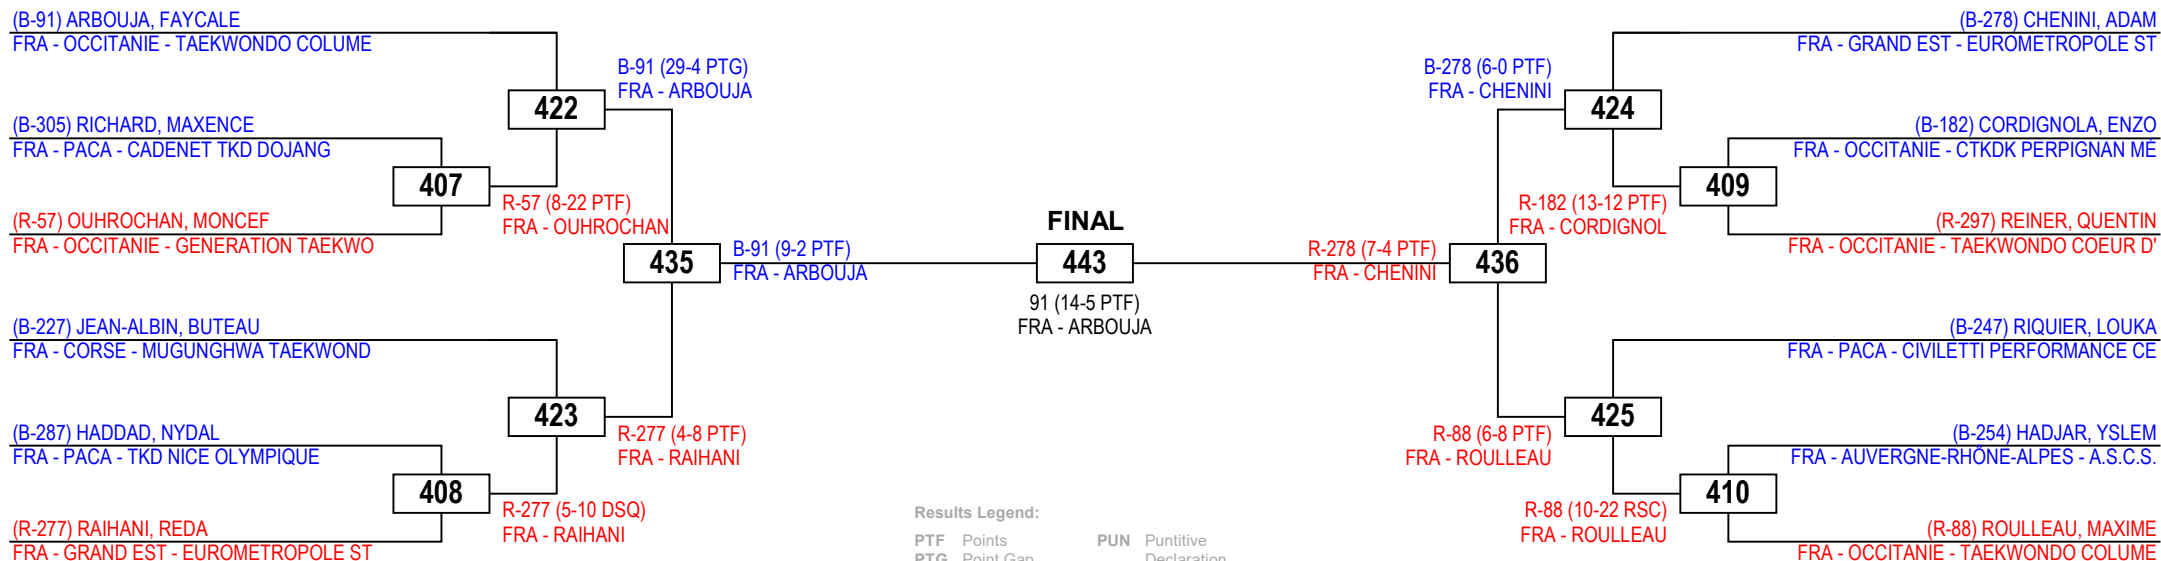 (B-91) ARBOUJA, FAYCALE
FRA - OCCITANIE - TAEKWONDO COLUME
(B-305) RICHARD, MAXENCE
FRA - PACA - CADENET TKD DOJANG
(R-57) OUHROCHAN, MONCEF
FRA - OCCITANIE - GENERATION TAEKWO
(B-227) JEAN-ALBIN, BUTEAU
FRA - CORSE - MUGUNGHWA TAEKWOND
(B-287) HADDAD, NYDAL
FRA - PACA - TKD NICE OLYMPIQUE
(R-277) RAIHANI, REDA
FRA - GRAND EST - EUROMETROPOLE ST
407
408
R-57 (8-22 PTF)
FRA - OUHROCHAN
R-277 (5-10 DSQ)
FRA - RAIHANI
422
423
B-91 (29-4 PTG)
FRA - ARBOUJA
R-277 (4-8 PTF)
FRA - RAIHANI
435
B-91 (9-2 PTF)
FRA - ARBOUJA
FINAL
443
91 (14-5 PTF)
FRA - ARBOUJA
R-278 (7-4 PTF)
FRA - CHENINI
436
B-278 (6-0 PTF)
FRA - CHENINI
R-88 (6-8 PTF)
FRA - ROULLEAU
424
425
R-182 (13-12 PTF)
FRA - CORDIGNOL
R-88 (10-22 RSC)
FRA - ROULLEAU
409
410
(B-278) CHENINI, ADAM
FRA - GRAND EST - EUROMETROPOLE ST
(B-182) CORDIGNOLA, ENZO
FRA - OCCITANIE - CTKDK PERPIGNAN MÉ
(R-297) REINER, QUENTIN
FRA - OCCITANIE - TAEKWONDO COEUR D'
(B-247) RIQUIER, LOUKA
FRA - PACA - CIVILETTI PERFORMANCE CE
(B-254) HADJAR, YSLEM
FRA - AUVERGNE-RHÔNE-ALPES - A.S.C.S.
(R-88) ROULLEAU, MAXIME
FRA - OCCITANIE - TAEKWONDO COLUME
Results Legend:
PTF Points
PTG Point Gap
PUN Puntitive
Declaration